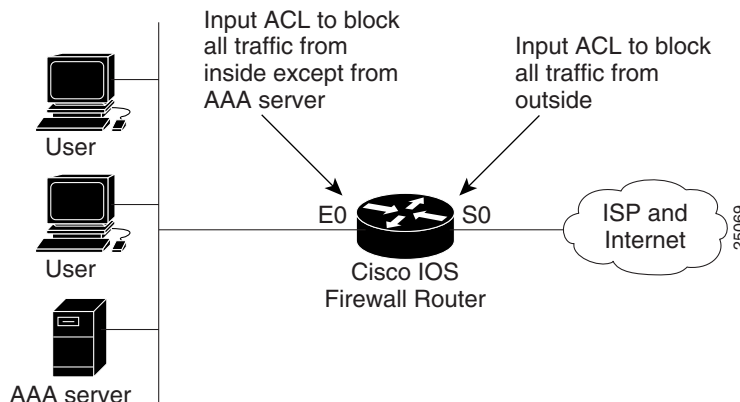 Input ACL to block
all traffic from
inside except from
AAA server
Input ACL to block
all traffic from
outside
User
User
AAA server
E0
S0
Cisco IOS
Firewall Router
ISP and
Internet
25069